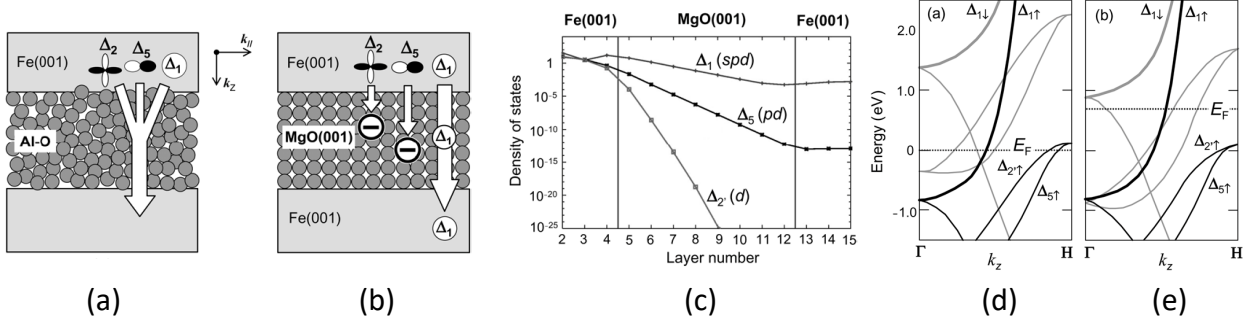 Δ2
Δ5
Δ1
Fe(001)
Al-O
Fe(001)
k//
kz
(a)
Δ2
Δ5
Δ1
Fe(001)
MgO(001)
Δ1
Fe(001)
Δ1
(b)
Fe(001) MgO(001) Fe(001)
Density of states
1
10-5
10-10
10-15
10-20
10-25
Δ1 (spd)
Δ5 (pd)
Δ2' (d)
2 3 4 5 6 7 8 9 10 11 12 13 14 15
Layer number
(c)
(a)
Δ1↓
Δ1↑
Energy (eV)
2.0
1.0
0
-1.0
EF
Δ2'↑
Δ5↑
Γ
kz
H
(d)
(b)
Δ1↓
Δ1↑
EF
Δ2'↑
Δ5↑
Γ
kz
H
(e)